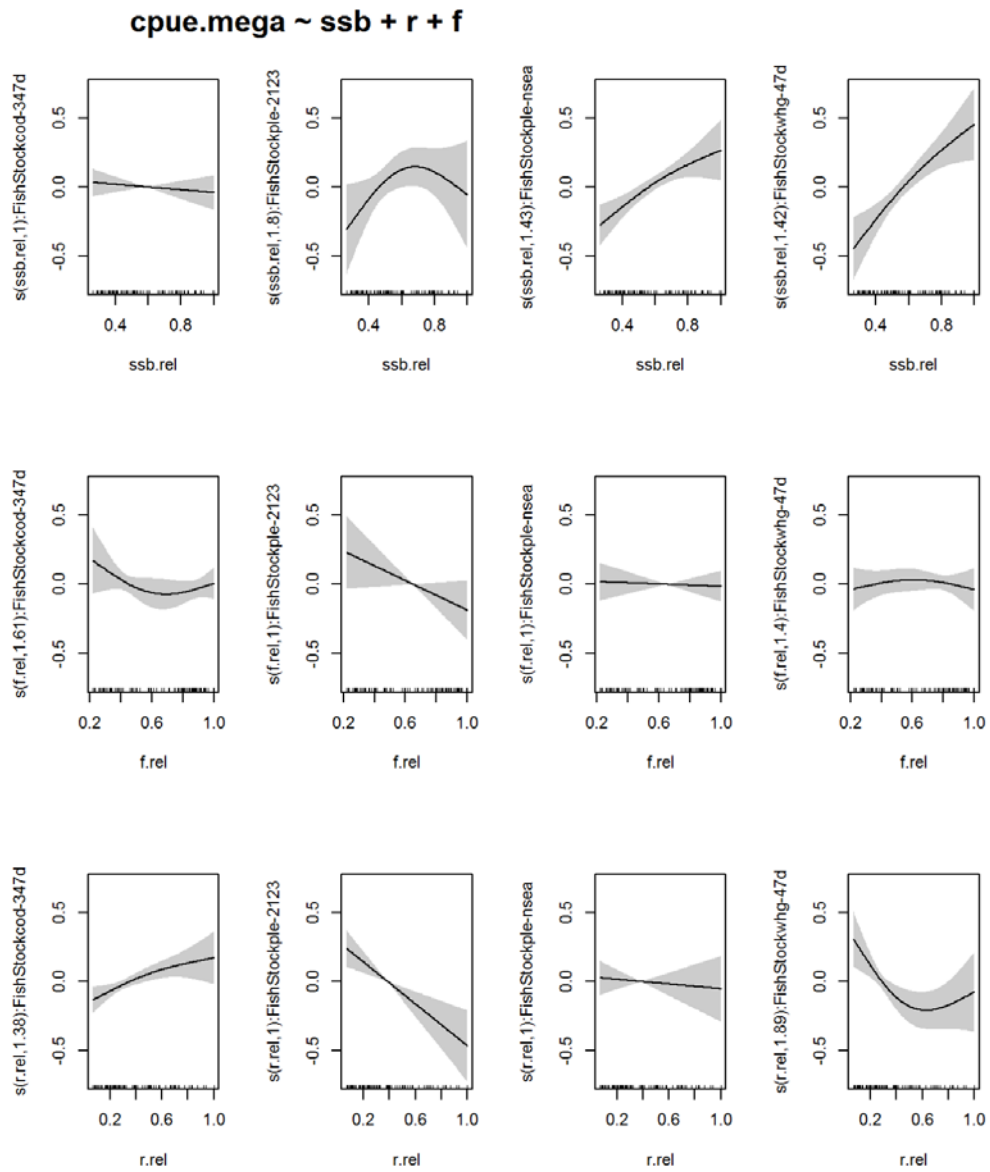 cpue.mega ~ ssb + r + f
s(ssb.rel,1):FishStockcod-347d
0.5
0.0
-0.5
0.4 0.8
ssb.rel
s(ssb.rel,1.8):FishStockple-2123
0.5
0.0
-0.5
0.4 0.8
ssb.rel
s(ssb.rel,1.43):FishStockple-nsea
0.5
0.0
-0.5
0.4 0.8
ssb.rel
s(ssb.rel,1.42):FishStockwhg-47d
0.5
0.0
-0.5
0.4 0.8
ssb.rel
s(f.rel,1.61):FishStockcod-347d
0.5
0.0
-0.5
0.2 0.6 1.0
f.rel
s(f.rel,1):FishStockple-2123
0.5
0.0
-0.5
0.2 0.6 1.0
f.rel
s(f.rel,1):FishStockple-nsea
0.5
0.0
-0.5
0.2 0.6 1.0
f.rel
s(f.rel,1.4):FishStockwhg-47d
0.5
0.0
-0.5
0.2 0.6 1.0
f.rel
s(r.rel,1.38):FishStockcod-347d
0.5
0.0
-0.5
0.2 0.6 1.0
r.rel
s(r.rel,1):FishStockple-2123
0.5
0.0
-0.5
0.2 0.6 1.0
r.rel
s(r.rel,1):FishStockple-nsea
0.5
0.0
-0.5
0.2 0.6 1.0
r.rel
s(r.rel,1.89):FishStockwhg-47d
0.5
0.0
-0.5
0.2 0.6 1.0
r.rel